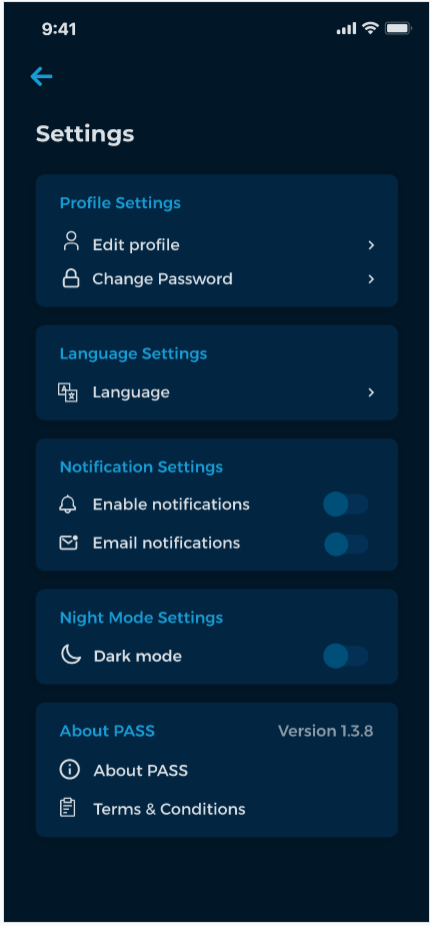 9:41
Settings
Profile Settings
Edit profile
Change Password
Language Settings
Language
Notification Settings
Enable notifications
Email notifications
Night Mode Settings
Dark mode
About PASS Version 1.3.8
About PASS
Terms & Conditions